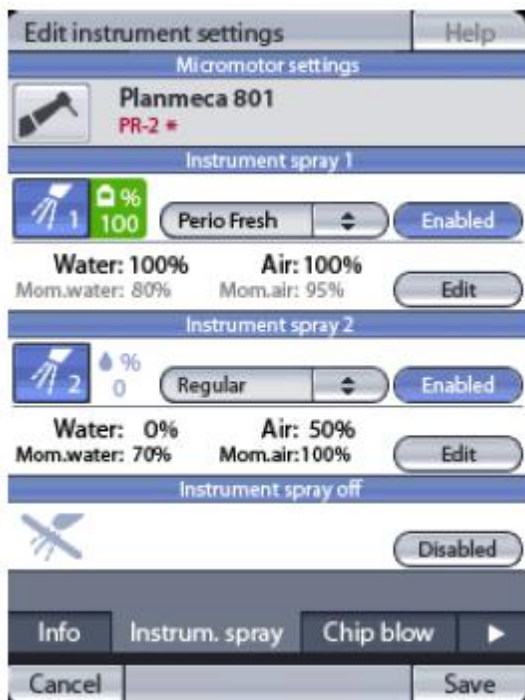 Edit instrument settings Help
Micromotor settings
Planmeca 801
PR-2 *
Instrument spray 1
1 % 100 Perio Fresh Enabled
Water: 100% Air: 100%
Mom.water: 80% Mom.air: 95% Edit
Instrument spray 2
2 % 0 Regular Enabled
Water: 0% Air: 50%
Mom.water: 70% Mom.air:100% Edit
Instrument spray off
Disabled
Info Instrum. spray Chip blow
Cancel Save